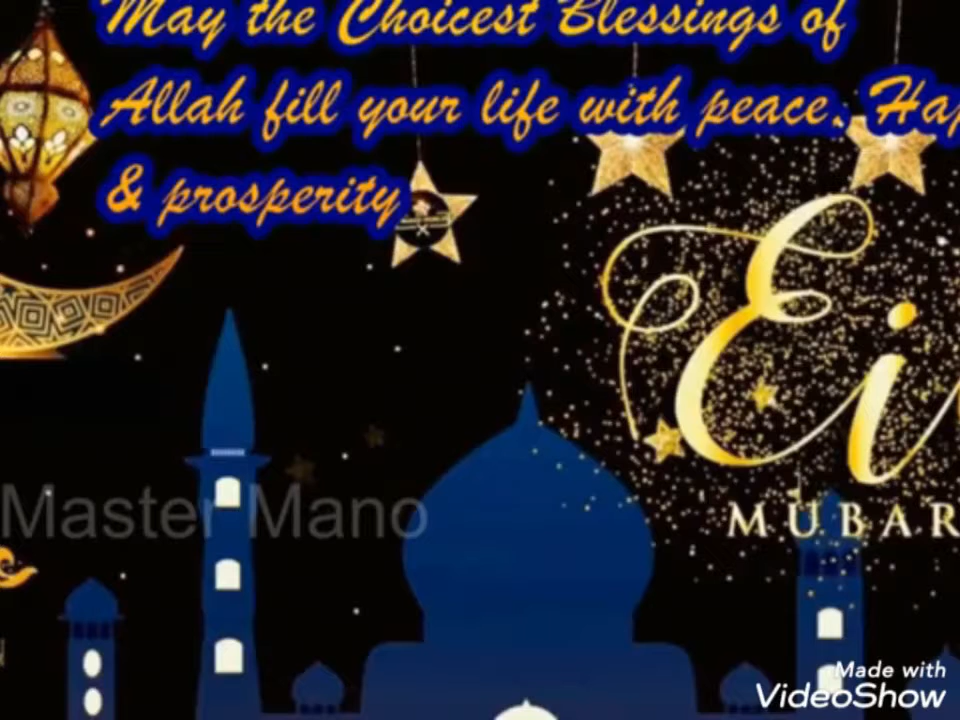 May the Choicest Blessings of
Allah fill your life with peace. Hap
& prosperity
Ei
MUBAR
Master Mano
Made with
VideoShow